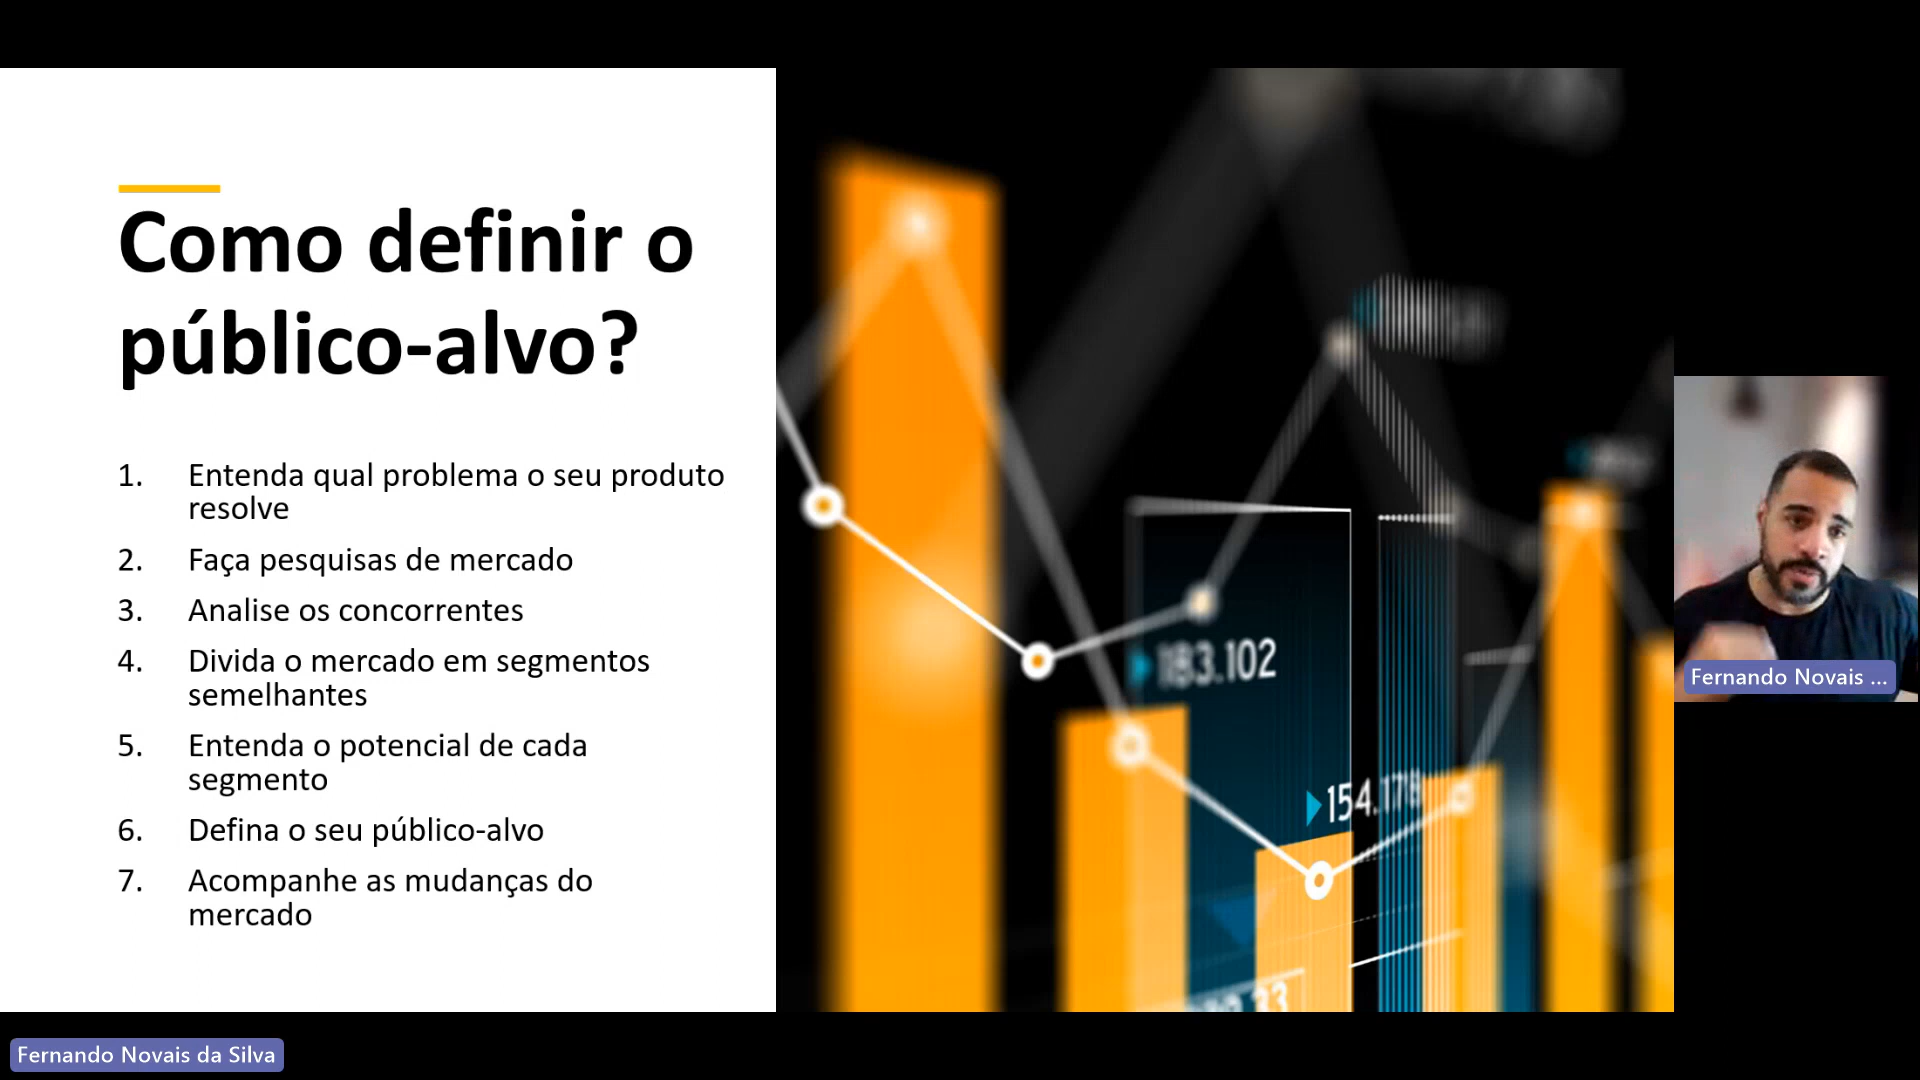 Como definir o
público-alvo?
1. Entenda qual problema o seu produto
resolve
2. Faça pesquisas de mercado
3. Analise os concorrentes
4. Divida o mercado em segmentos
semelhantes
5. Entenda o potencial de cada
segmento
6. Defina o seu público-alvo
7. Acompanhe as mudanças do
mercado
183.102
154.178
Fernando Novais ...
Fernando Novais da Silva